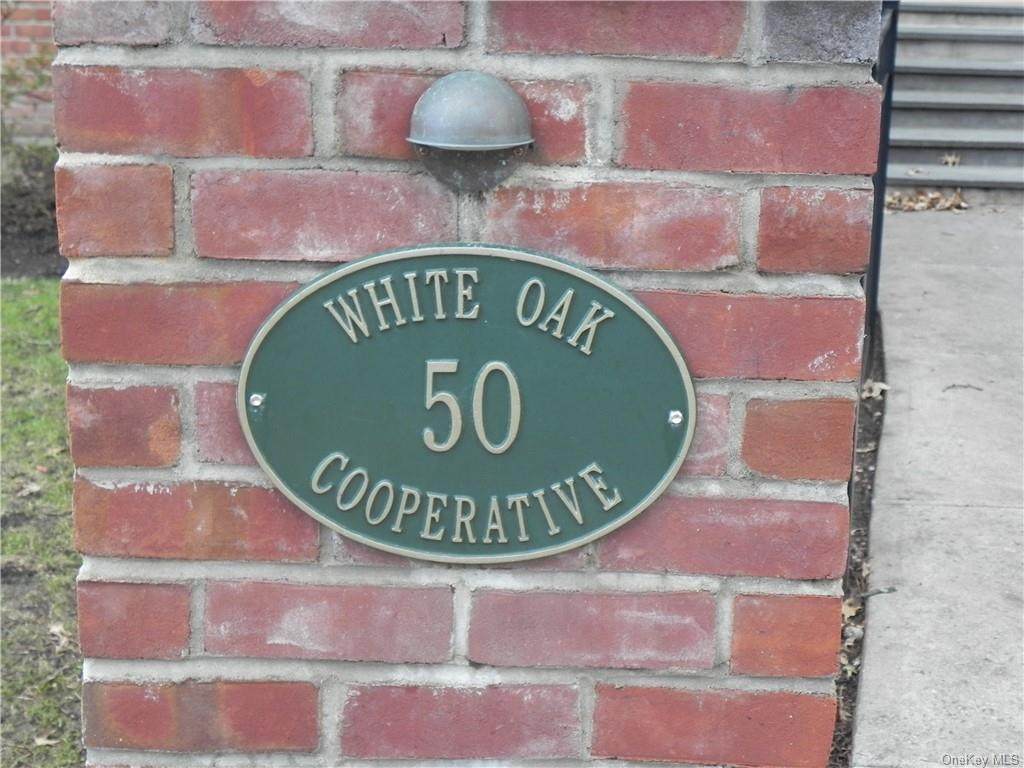 WHITE OAK
50
COOPERATIVE
OneKey MLS